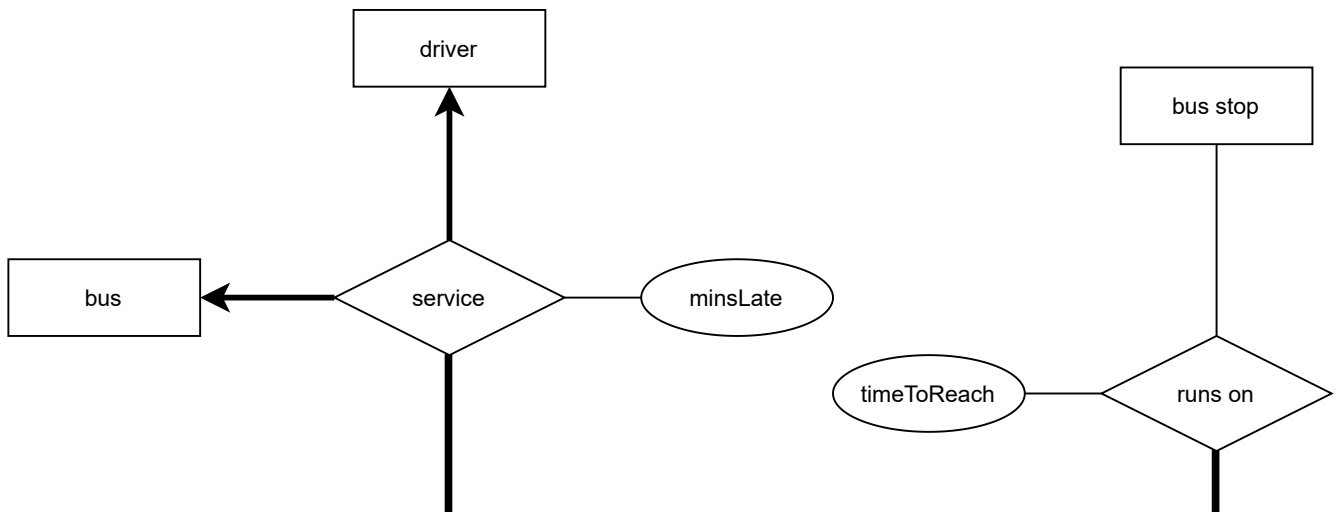 driver
bus stop
bus
service
minsLate
timeToReach
runs on